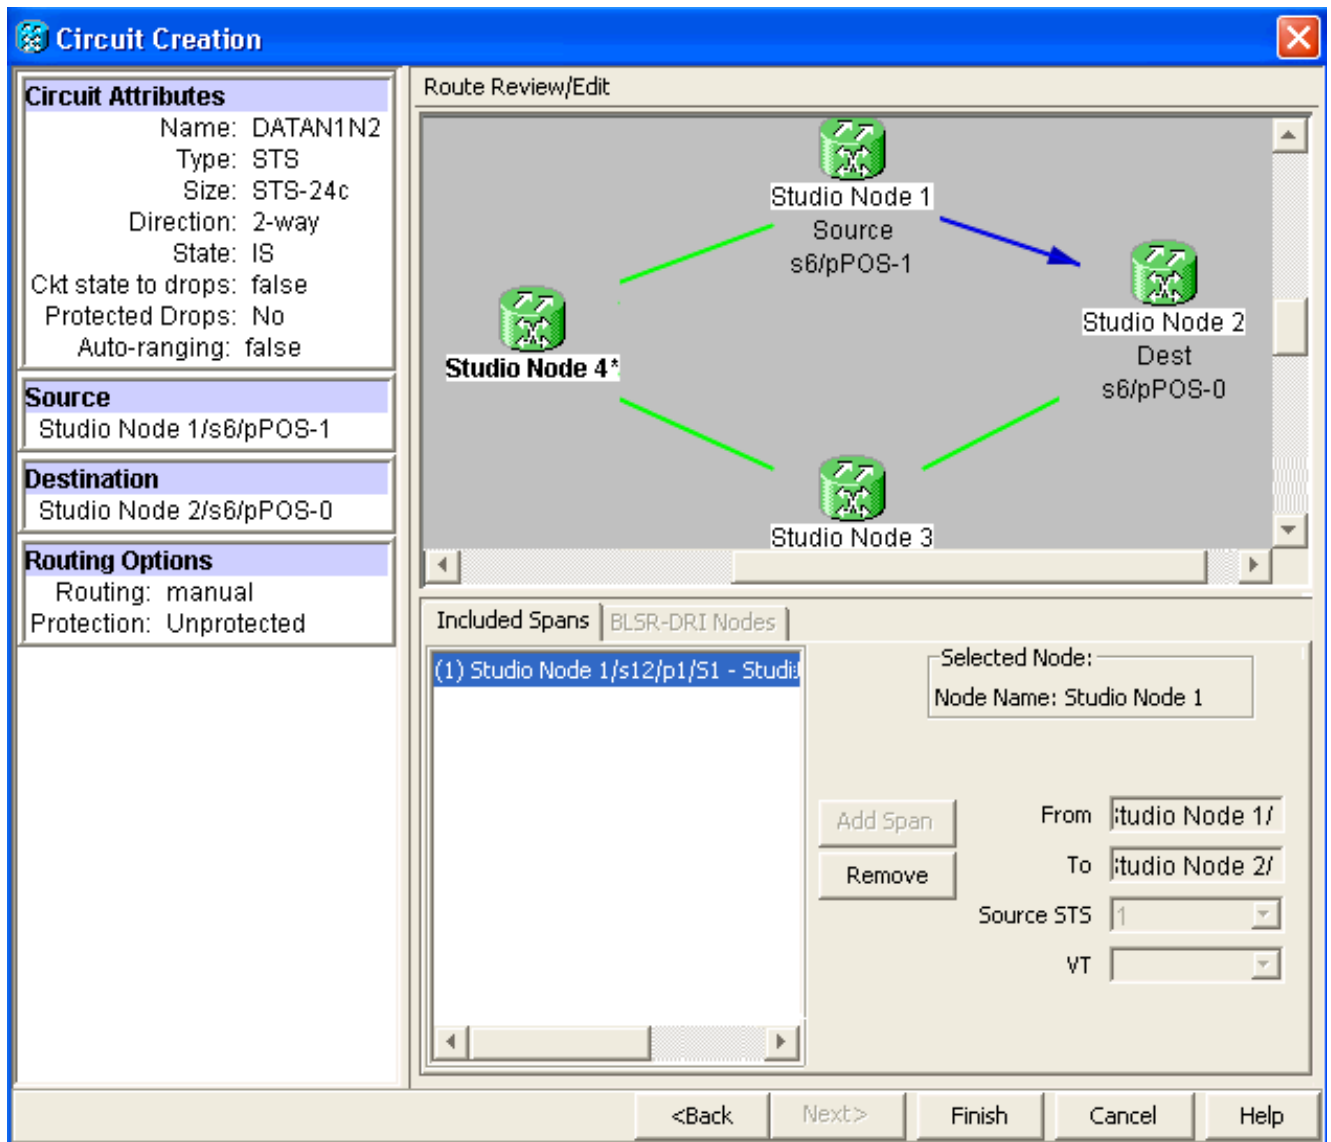 Circuit Creation
Circuit Attributes
Name: DATAN1N2
Type: STS
Size: STS-24c
Direction: 2-way
State: IS
Ckt state to drops: false
Protected Drops: No
Auto-ranging: false
Source
Studio Node 1/s6/pPOS-1
Destination
Studio Node 2/s6/pPOS-0
Routing Options
Routing: manual
Protection: Unprotected
Route Review/Edit
Studio Node 1
Source
s6/pPOS-1
Studio Node 2
Dest
s6/pPOS-0
Studio Node 4*
Studio Node 3
Included Spans
BLSR-DRI Nodes
(1) Studio Node 1/s12/p1/S1 - Studi
Selected Node:
Node Name: Studio Node 1
Add Span
Remove
From tudio Node 1/
To tudio Node 2/
Source STS 1
VT
<Back
Next>
Finish
Cancel
Help